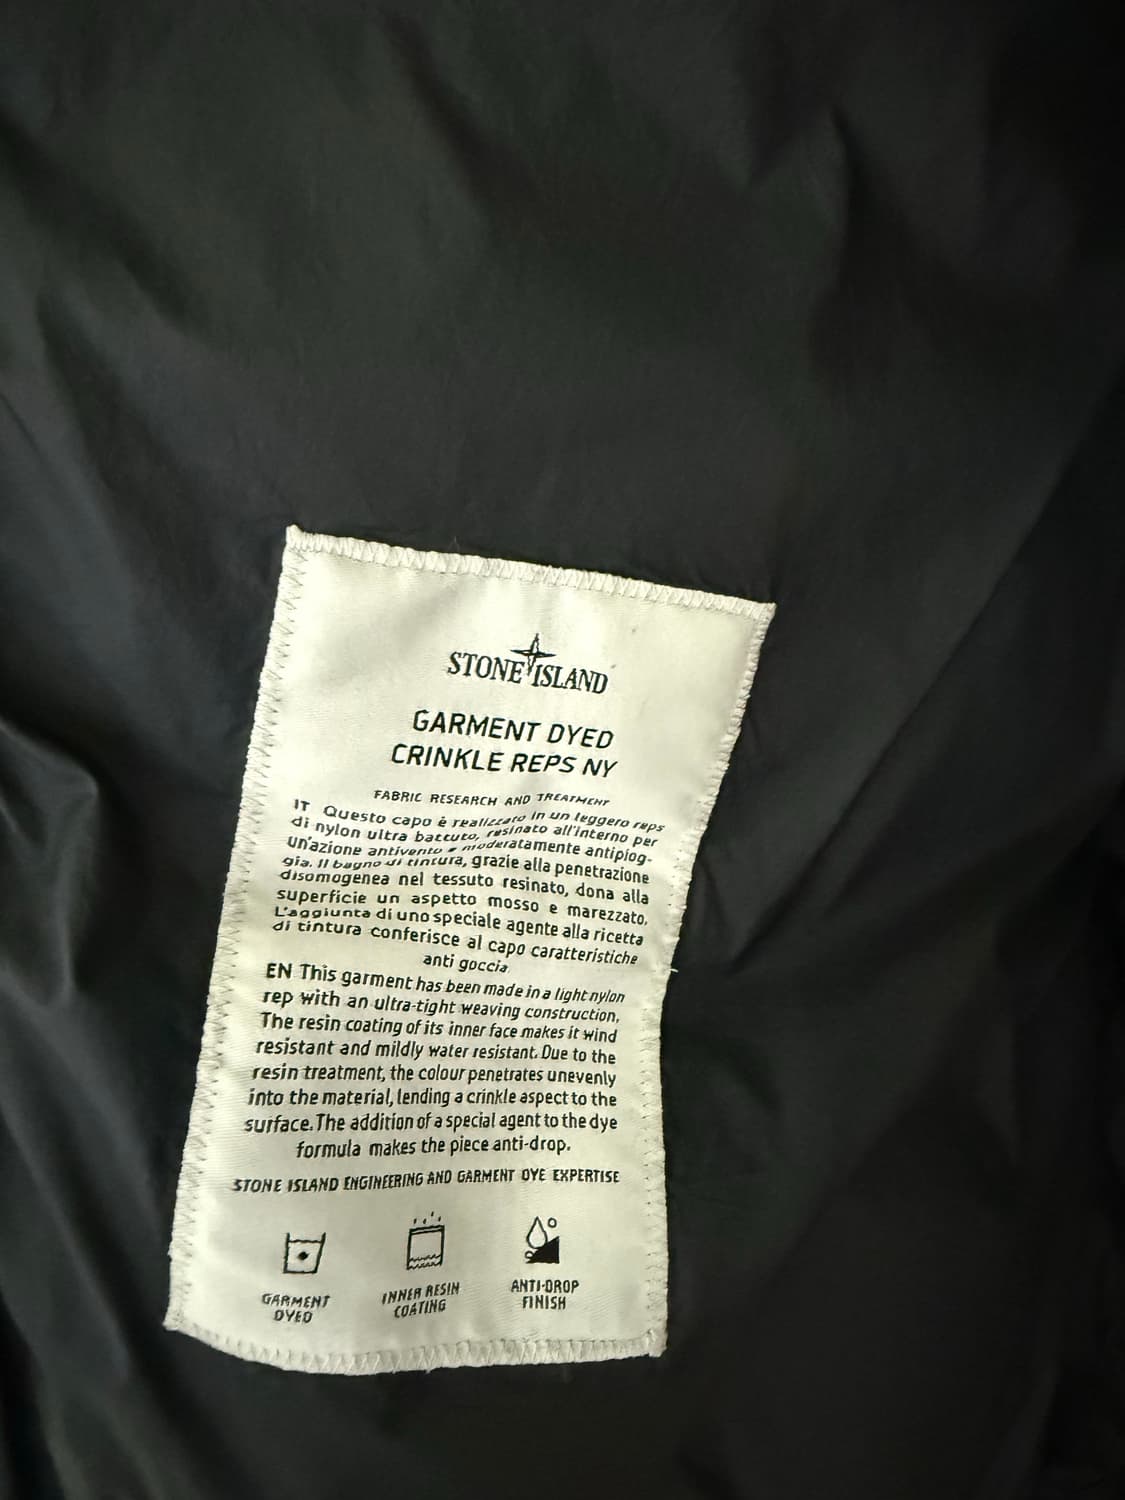 STONE ISLAND
GARMENT DYED
CRINKLE REPS NY
FABRIC RESEARCH AND TREATMENT
IT Questo capo è realizzato in un leggero reps
di nylon ultra battuto, resinato all'interno per
un'azione antivento e moderatamente antipiog-
gia. Il bagno di tintura, grazie alla penetrazione
disomogenea nel tessuto resinato, dona alla
superficie un aspetto mosso e marezzato.
L'aggiunta di uno speciale agente alla ricetta
di tintura conferisce al capo caratteristiche
anti goccia
EN This garment has been made in a light nylon
rep with an ultra-tight weaving construction.
The resin coating of its inner face makes it wind
resistant and mildly water resistant. Due to the
resin treatment, the colour penetrates unevenly
into the material, lending a crinkle aspect to the
surface. The addition of a special agent to the dye
formula makes the piece anti-drop.
STONE ISLAND ENGINEERING AND GARMENT DYE EXPERTISE
GARMENT
DYED
INNER RESIN
COATING
ANTI-DROP
FINISH